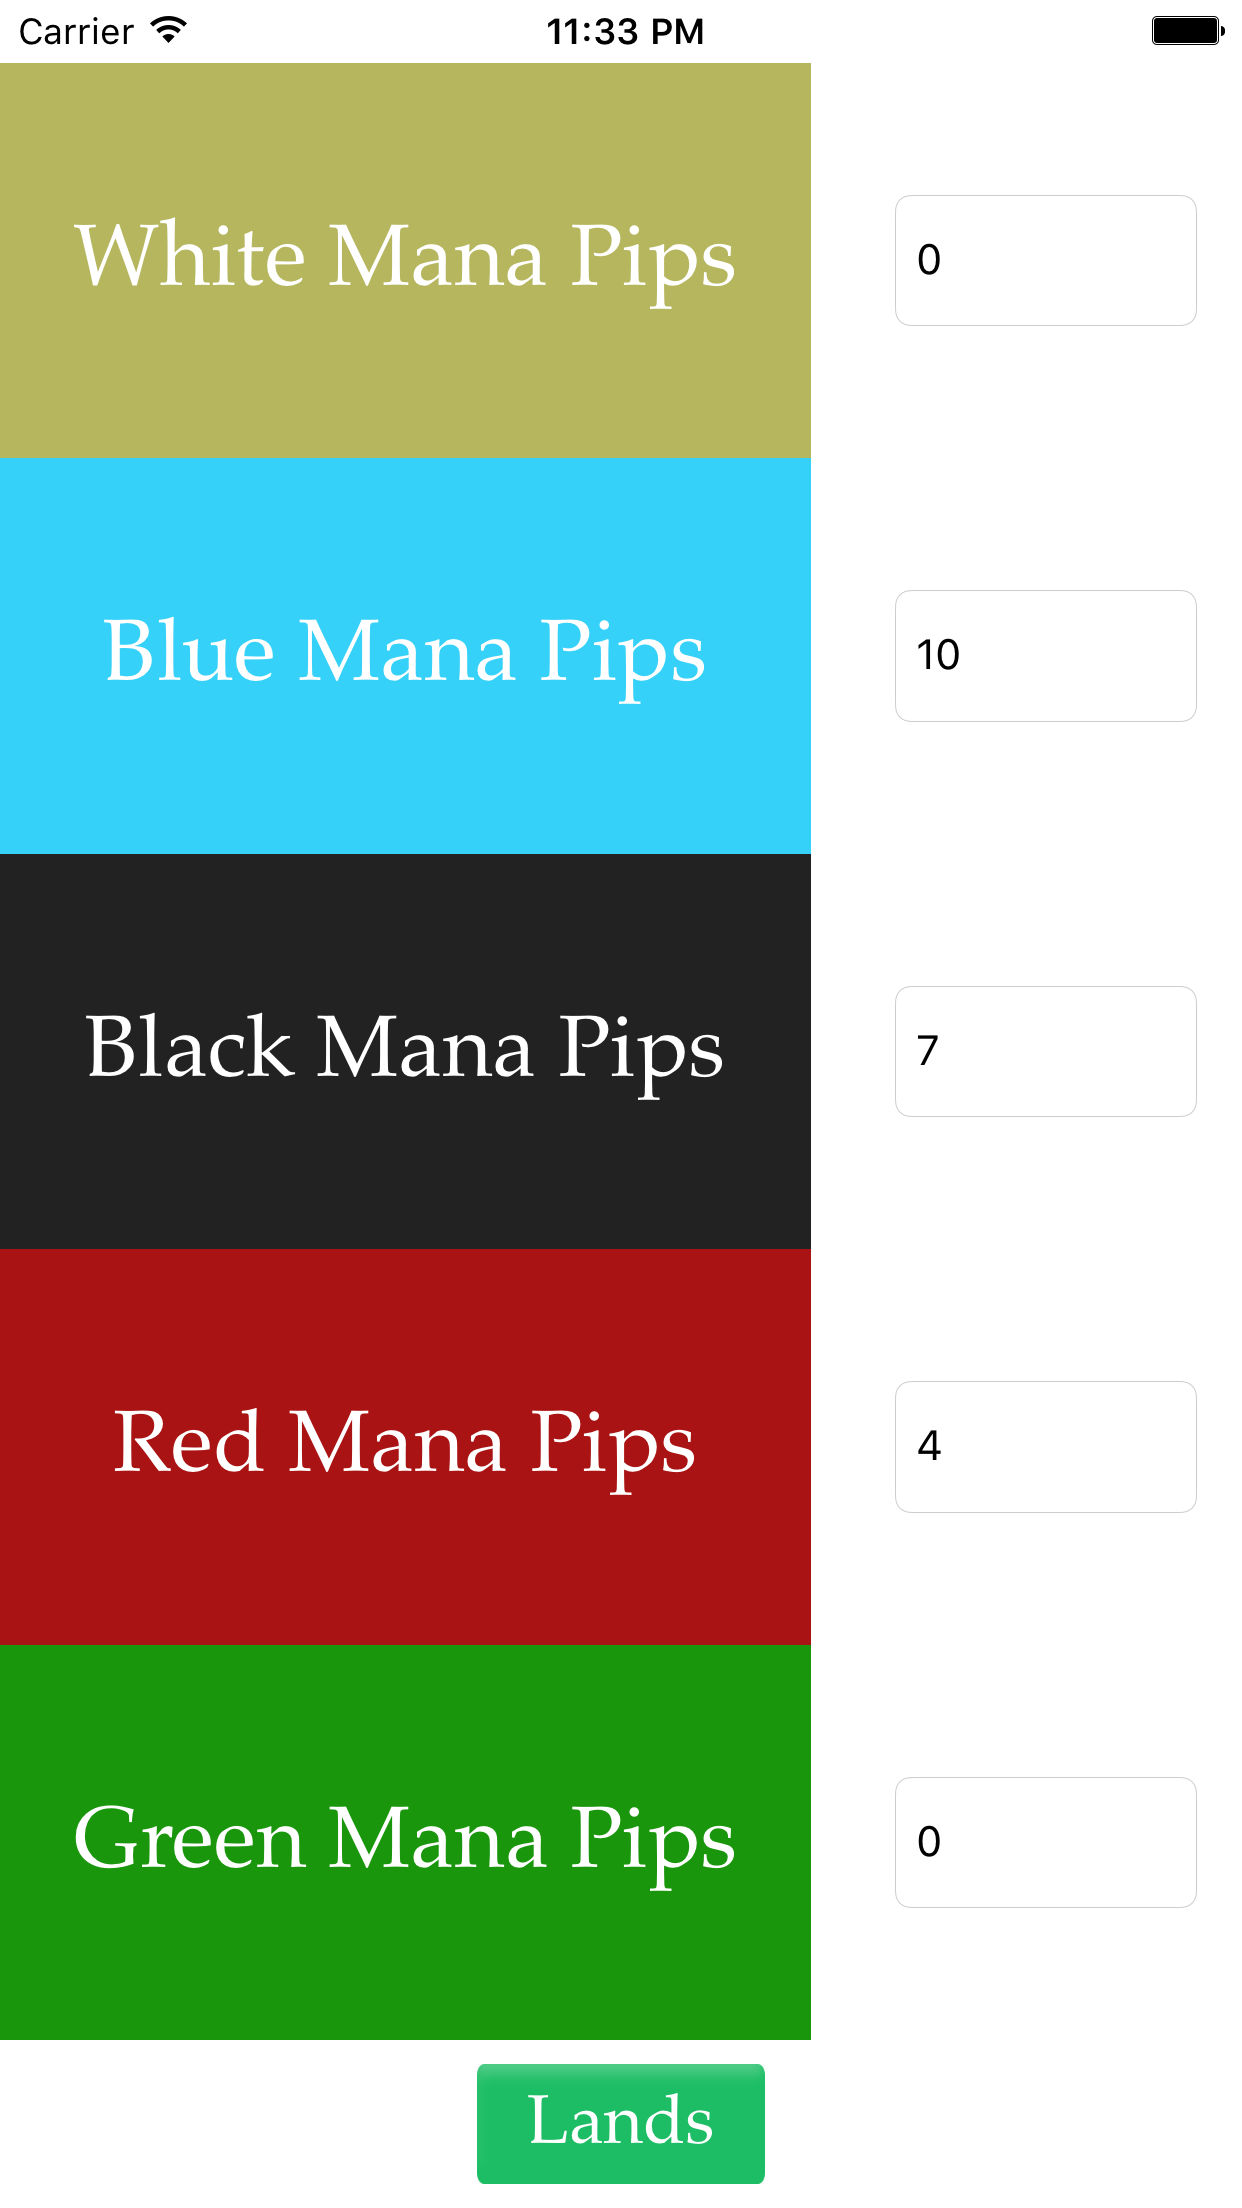 Carrier 11:33 PM
White Mana Pips 0
Blue Mana Pips 10
Black Mana Pips 7
Red Mana Pips 4
Green Mana Pips 0
Lands